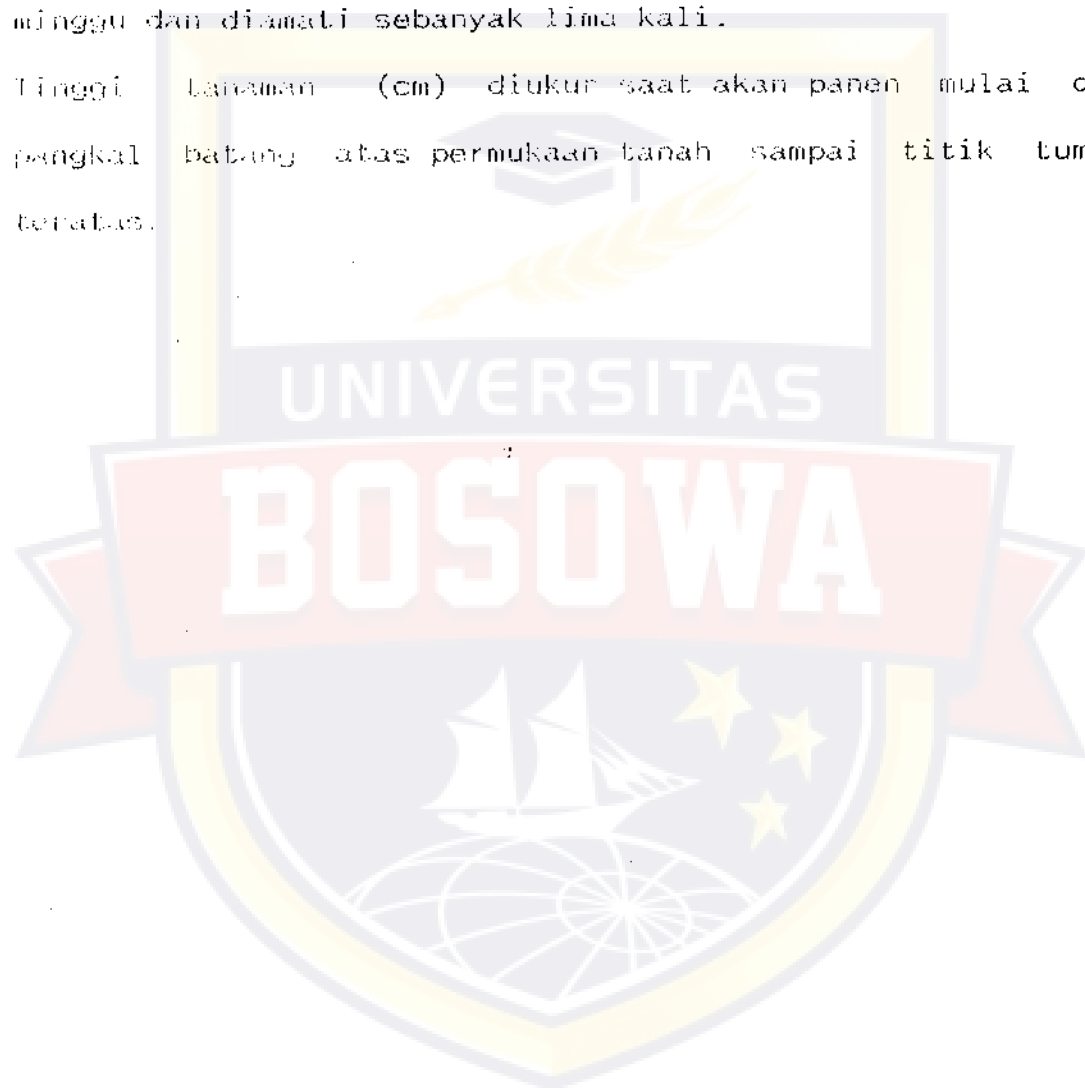 minggu dan diamati sebanyak lima kali.
Tinggi tanaman (cm) diukur saat akan panen mulai
pangkal batang atas permukaan tanah sampai titik tum
teratas.
UNIVERSITAS
BOSOWA